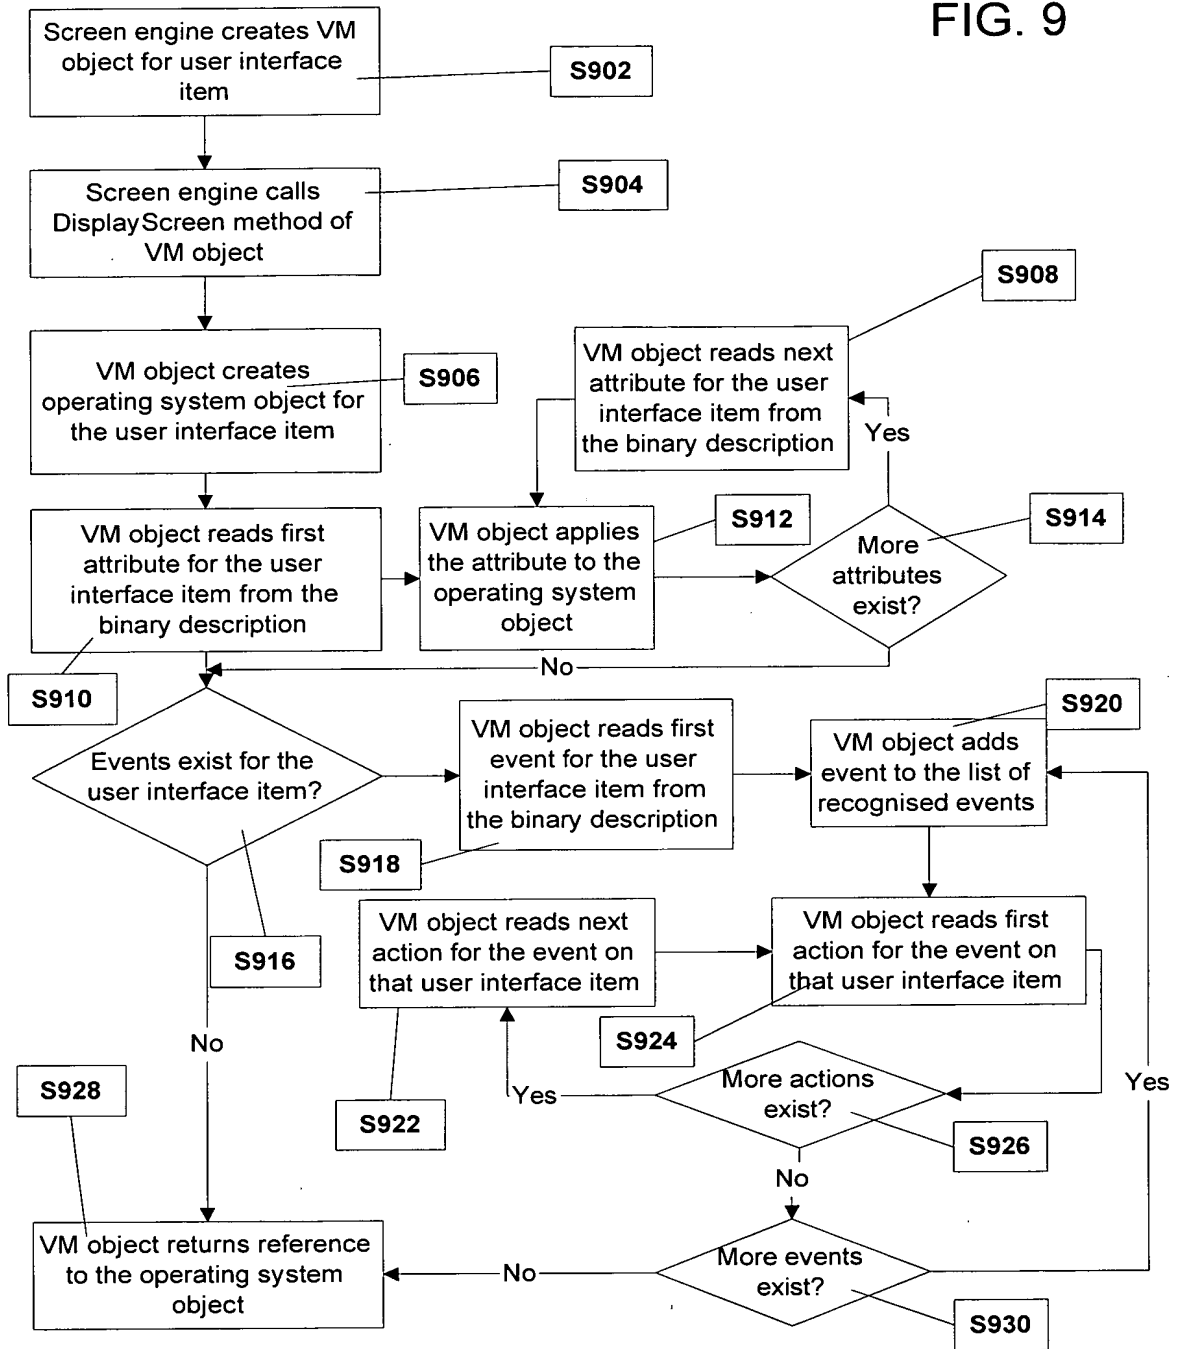 FIG. 9
Screen engine creates VM
object for user interface
item
S902
Screen engine calls
DisplayScreen method of
VM object
S904
VM object creates
operating system object for
the user interface item
S906
VM object reads next
attribute for the user
interface item from
the binary description
S908
Yes
VM object reads first
attribute for the user
interface item from the
binary description
S910
VM object applies
the attribute to the
operating system
object
S912
More
attributes
exist?
S914
No
Events exist for the
user interface item?
S916
VM object reads first
event for the user
interface item from
the binary description
S918
VM object adds
event to the list of
recognised events
S920
VM object reads next
action for the event on
that user interface item
S922
VM object reads first
action for the event on
that user interface item
S924
More actions
exist?
S926
Yes
No
Yes
No
S928
VM object returns reference
to the operating system
object
No
More events
exist?
S930